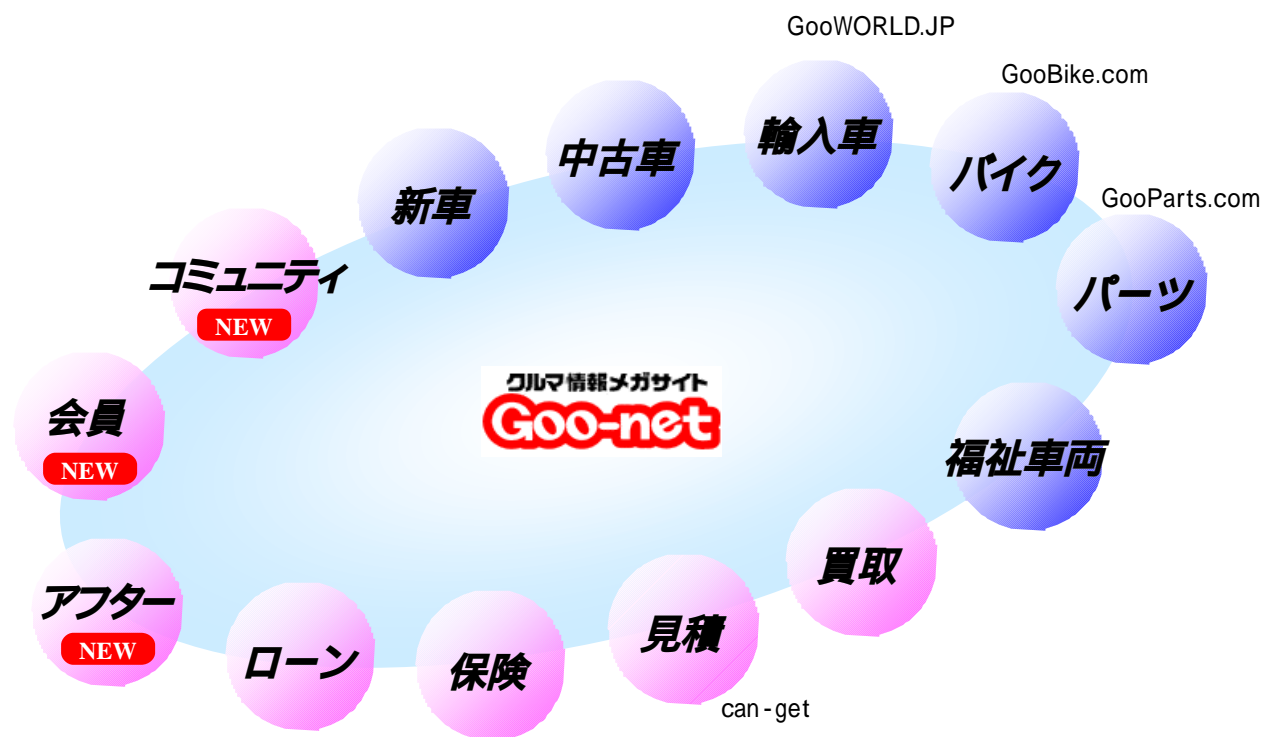 GooWORLD.JP
GooBike.com
輸入車
中古車
バイク
GooParts.com
新車
コミュニティ
NEW
パーツ
クルマ情報メガサイト
Goo-net
会員
NEW
福祉車両
買取
アフター
NEW
見積
ローン
保険
can-get